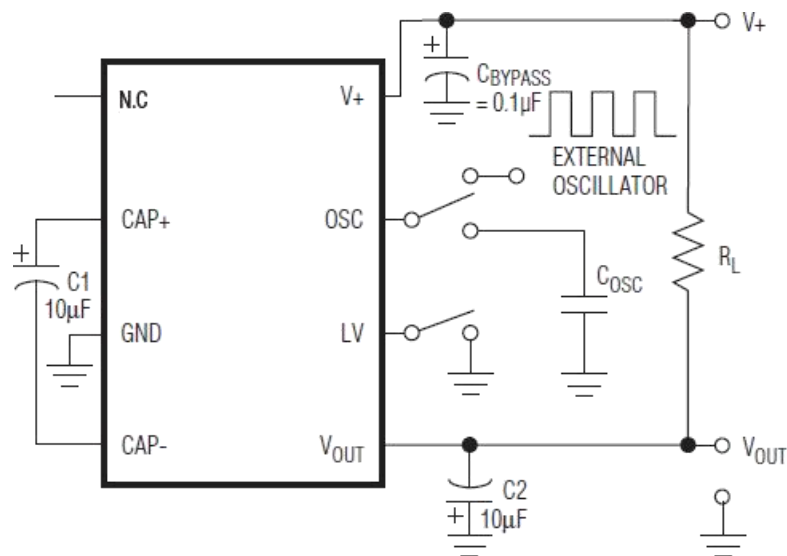 V+
N.C
V+
CBYPASS
= 0.1µF
EXTERNAL
OSCILLATOR
CAP+
OSC
C1
10µF
COSC
RL
GND
LV
CAP-
VOUT
VOUT
C2
10µF
+
+
+